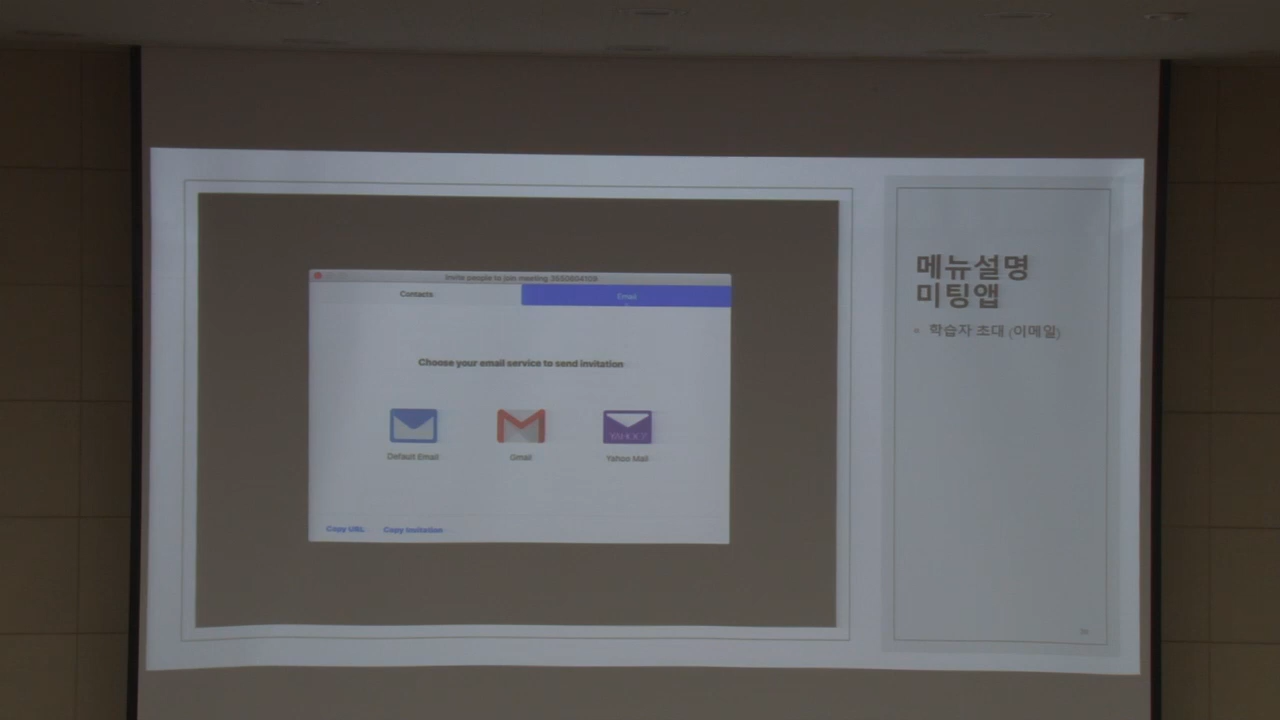 Invite people to join meeting 3550604109
Contacts
Email
Choose your email service to send invitation
YAHOO!
Default Email
Gmail
Yahoo Mail
Copy URL
Copy Invitation
메뉴설명
미팅앱
학습자 초대 (이메일)